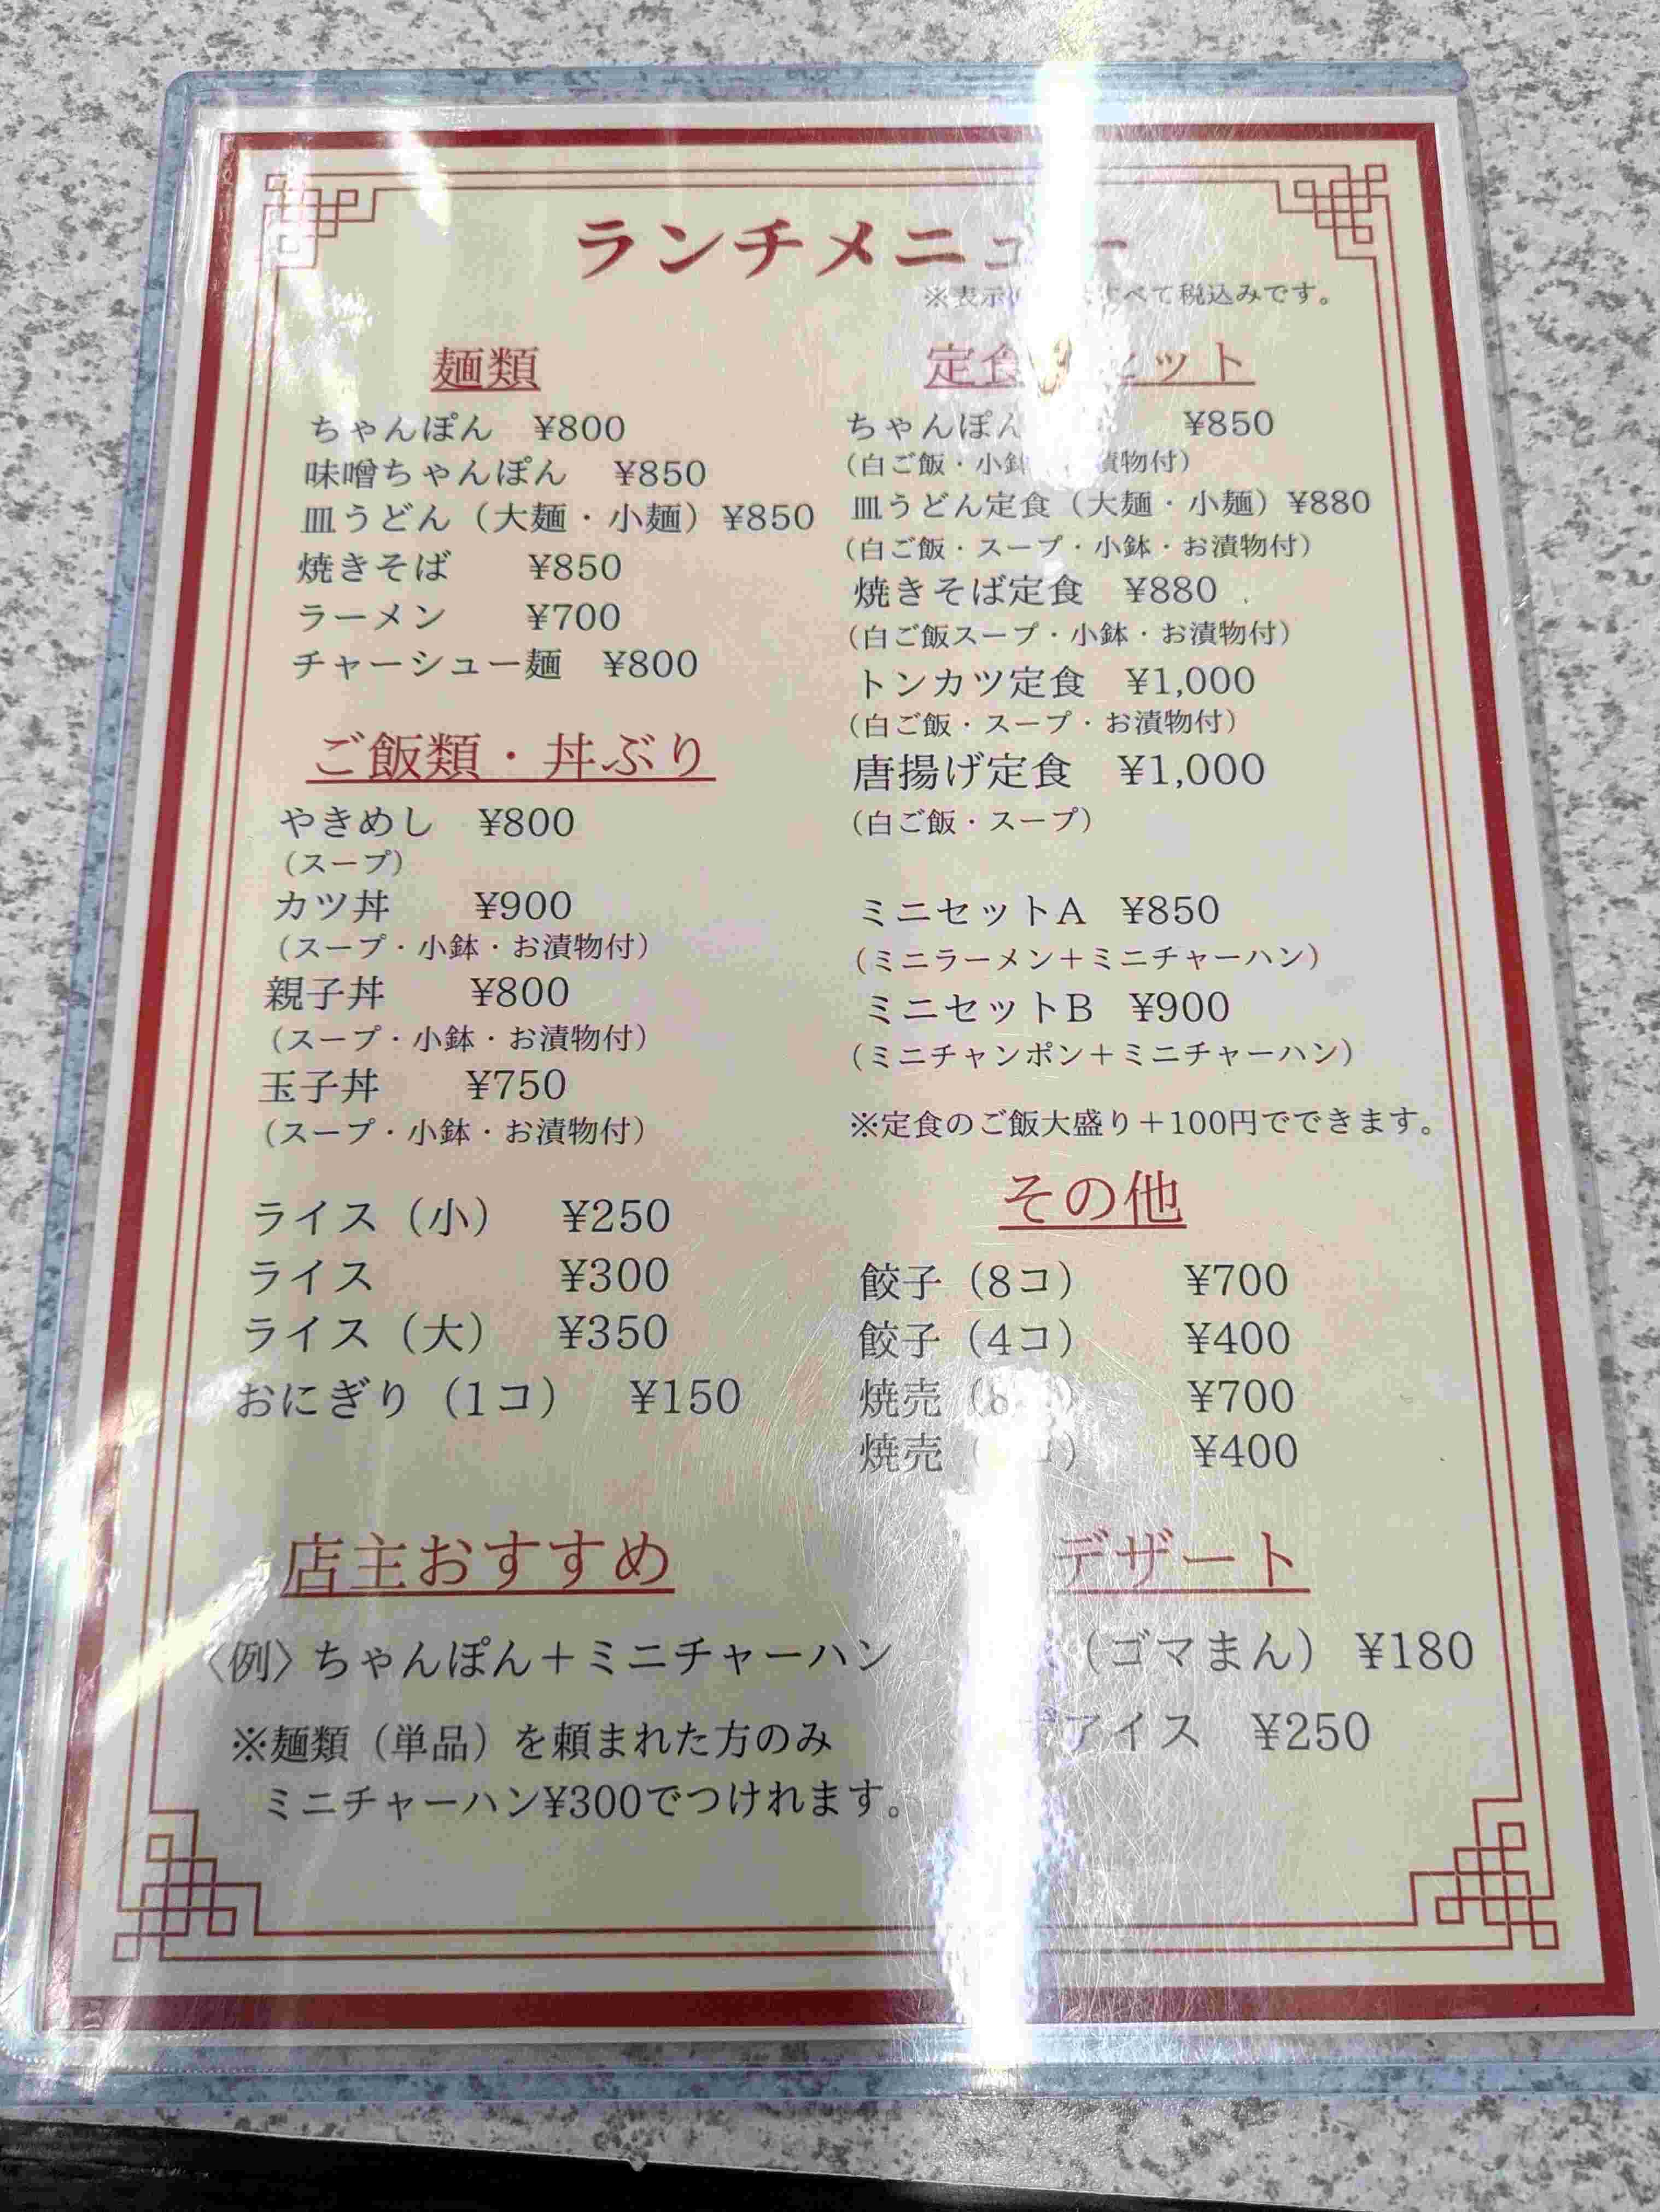 ランチメニュー
※表示 すべて税込みです。
麺類
ちゃんぽん ¥800
味噌ちゃんぽん ¥850
皿うどん（大麺・小麺）¥850
焼きそば ¥850
ラーメン ¥700
チャーシュー麺 ¥800
ご飯類・丼ぶり
やきめし ¥800
（スープ）
カツ丼 ¥900
（スープ・小鉢・お漬物付）
親子丼 ¥800
（スープ・小鉢・お漬物付）
玉子丼 ¥750
（スープ・小鉢・お漬物付）
ライス（小） ¥250
ライス ¥300
ライス（大） ¥350
おにぎり（1コ） ¥150
店主おすすめ
〈例〉ちゃんぽん＋ミニチャーハン
※麺類（単品）を頼まれた方のみ
ミニチャーハン¥300でつけれます。
定食 セット
ちゃんぽん ¥850
（白ご飯・小鉢 漬物付）
皿うどん定食（大麺・小麺）¥880
（白ご飯・スープ・小鉢・お漬物付）
焼きそば定食 ¥880
（白ご飯スープ・小鉢・お漬物付）
トンカツ定食 ¥1,000
（白ご飯・スープ・お漬物付）
唐揚げ定食 ¥1,000
（白ご飯・スープ）
ミニセットA ¥850
（ミニラーメン＋ミニチャーハン）
ミニセットB ¥900
（ミニチャンポン＋ミニチャーハン）
※定食のご飯大盛り＋100円でできます。
その他
餃子（8コ） ¥700
餃子（4コ） ¥400
焼売（8 ） ¥700
焼売（ コ） ¥400
デザート
（ゴマまん） ¥180
アイス ¥250